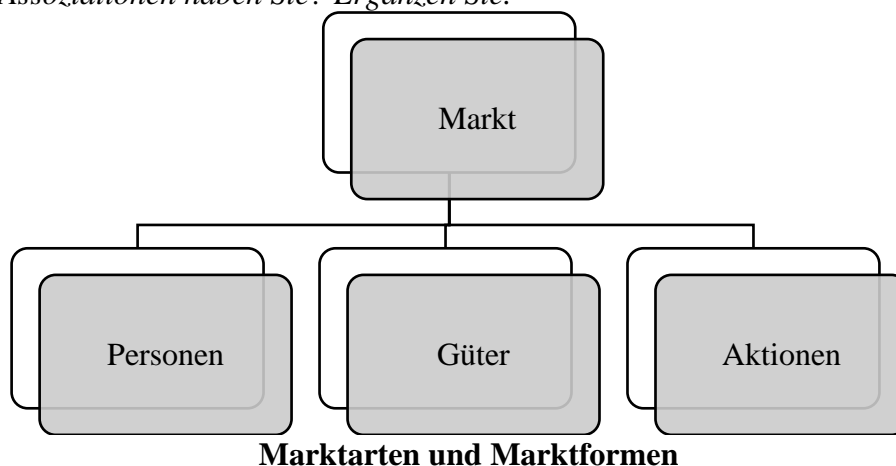 Assoziationen haben Sie? Ergänzen Sie!
Markt
Personen Güter Aktionen
Marktarten und Marktformen